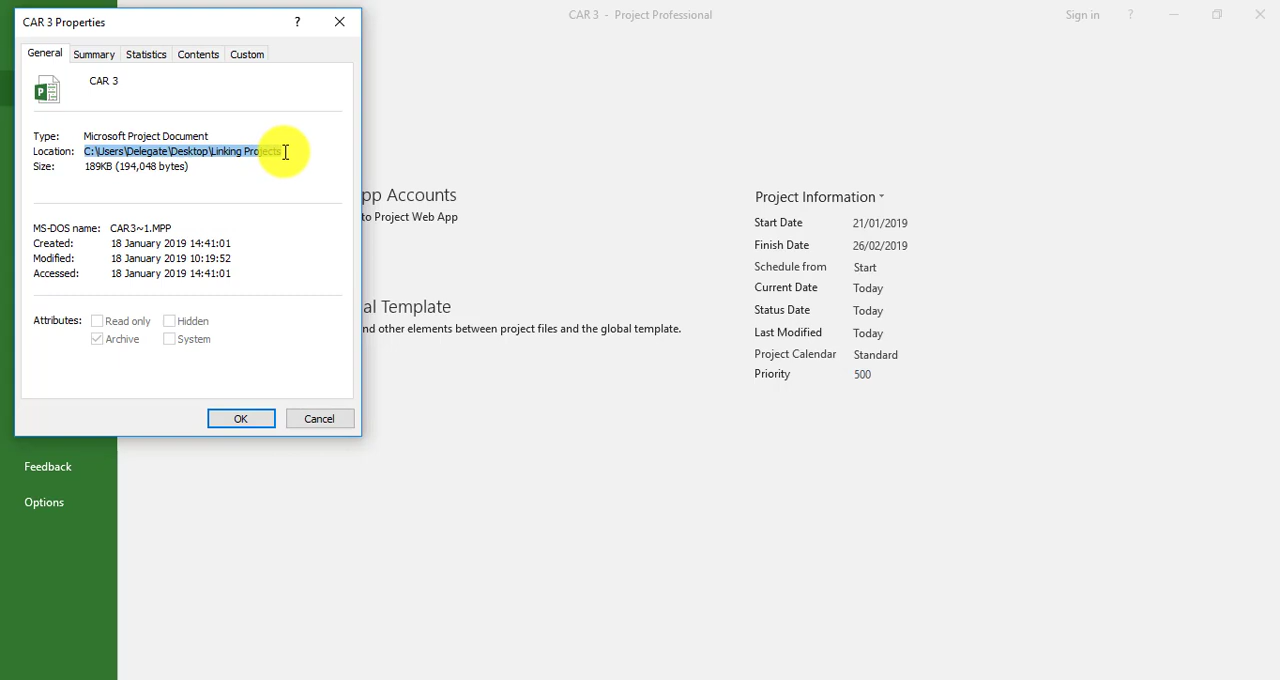 CAR 3 Properties
?
CAR 3 - Project Professional
Sign in
?
General
Summary
Statistics
Contents
Custom
CAR 3
Type: Microsoft Project Document
Location: C:\Users\Delegate\Desktop\Linking Projects
Size: 189KB (194,048 bytes)
MS-DOS name: CAR3~1.MPP
Created: 18 January 2019 14:41:01
Modified: 18 January 2019 10:19:52
Accessed: 18 January 2019 14:41:01
Attributes:
Read only
Hidden
Archive
System
OK
Cancel
pp Accounts
to Project Web App
al Template
nd other elements between project files and the global template.
Project Information
Start Date 21/01/2019
Finish Date 26/02/2019
Schedule from Start
Current Date Today
Status Date Today
Last Modified Today
Project Calendar Standard
Priority 500
Feedback
Options